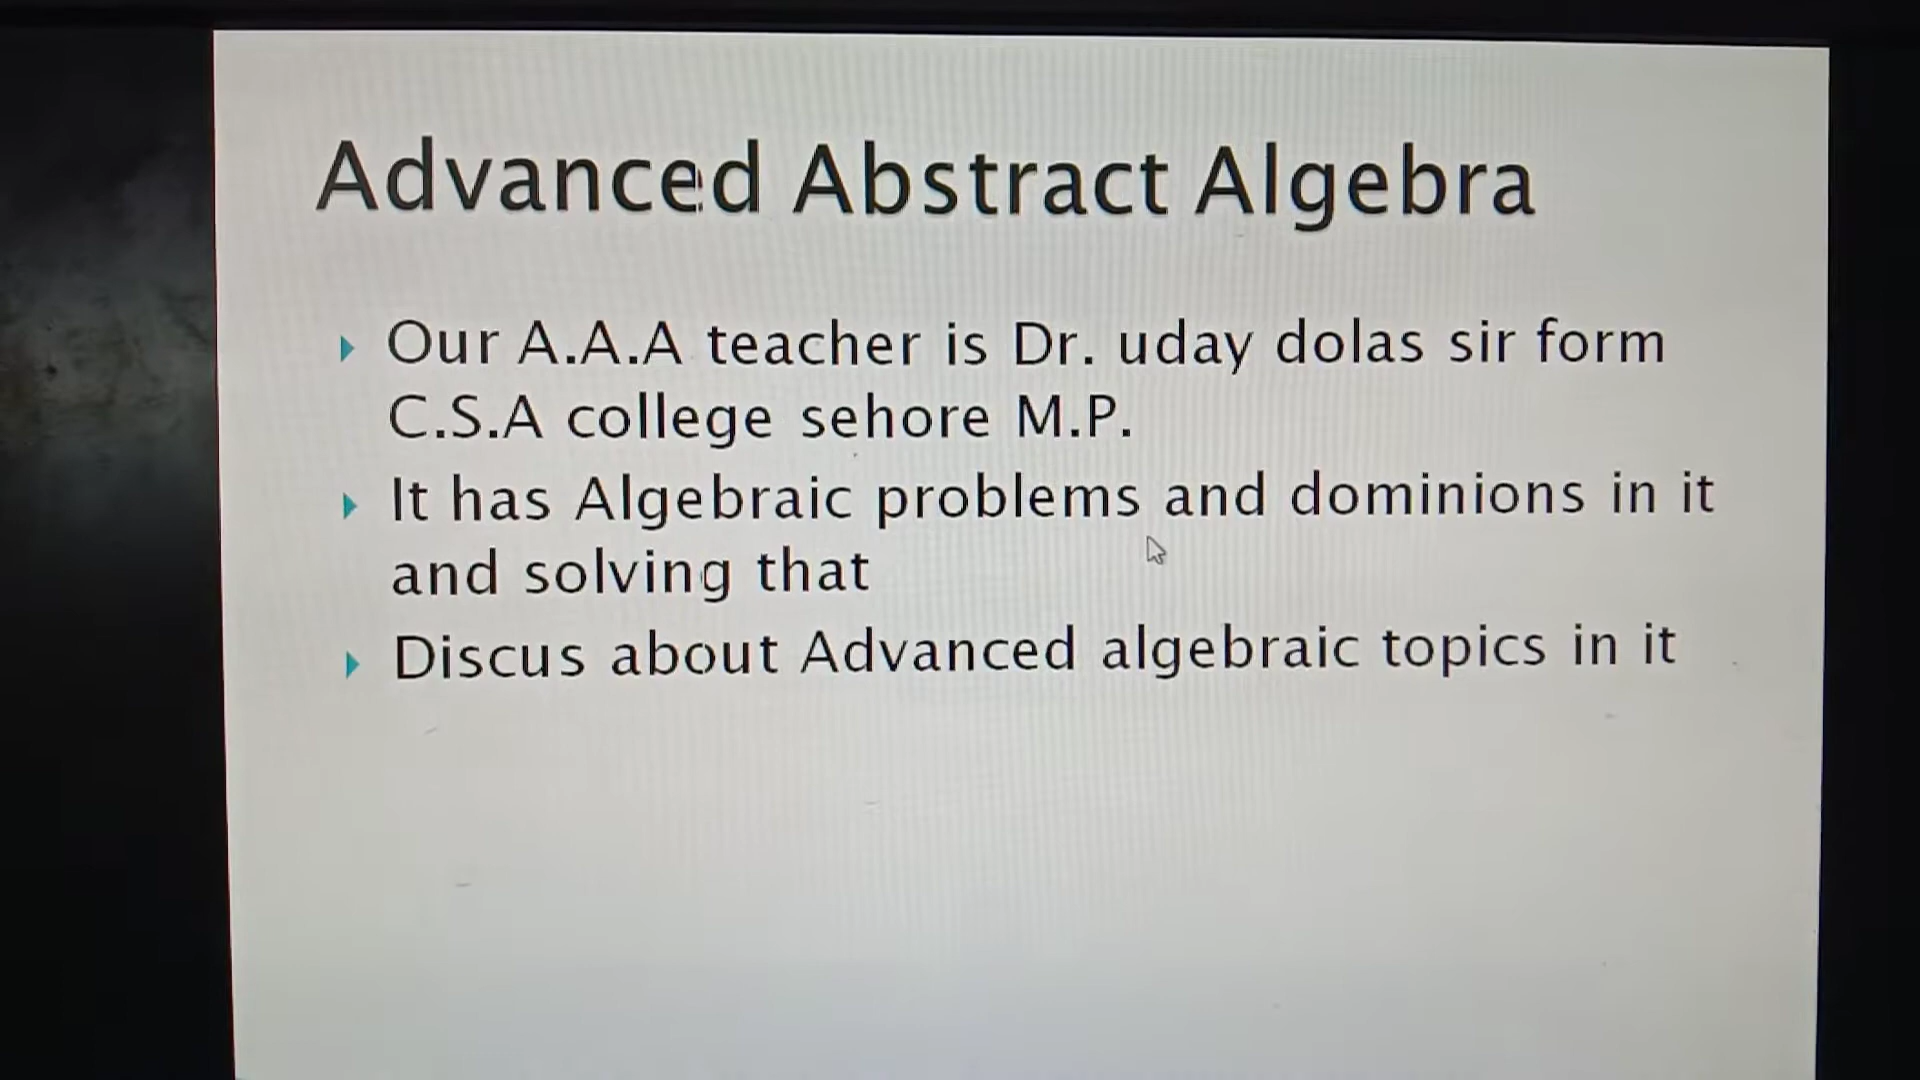 Advanced Abstract Algebra
Our A.A.A teacher is Dr. uday dolas sir form
C.S.A college sehore M.P.
It has Algebraic problems and dominions in it
and solving that
Discus about Advanced algebraic topics in it